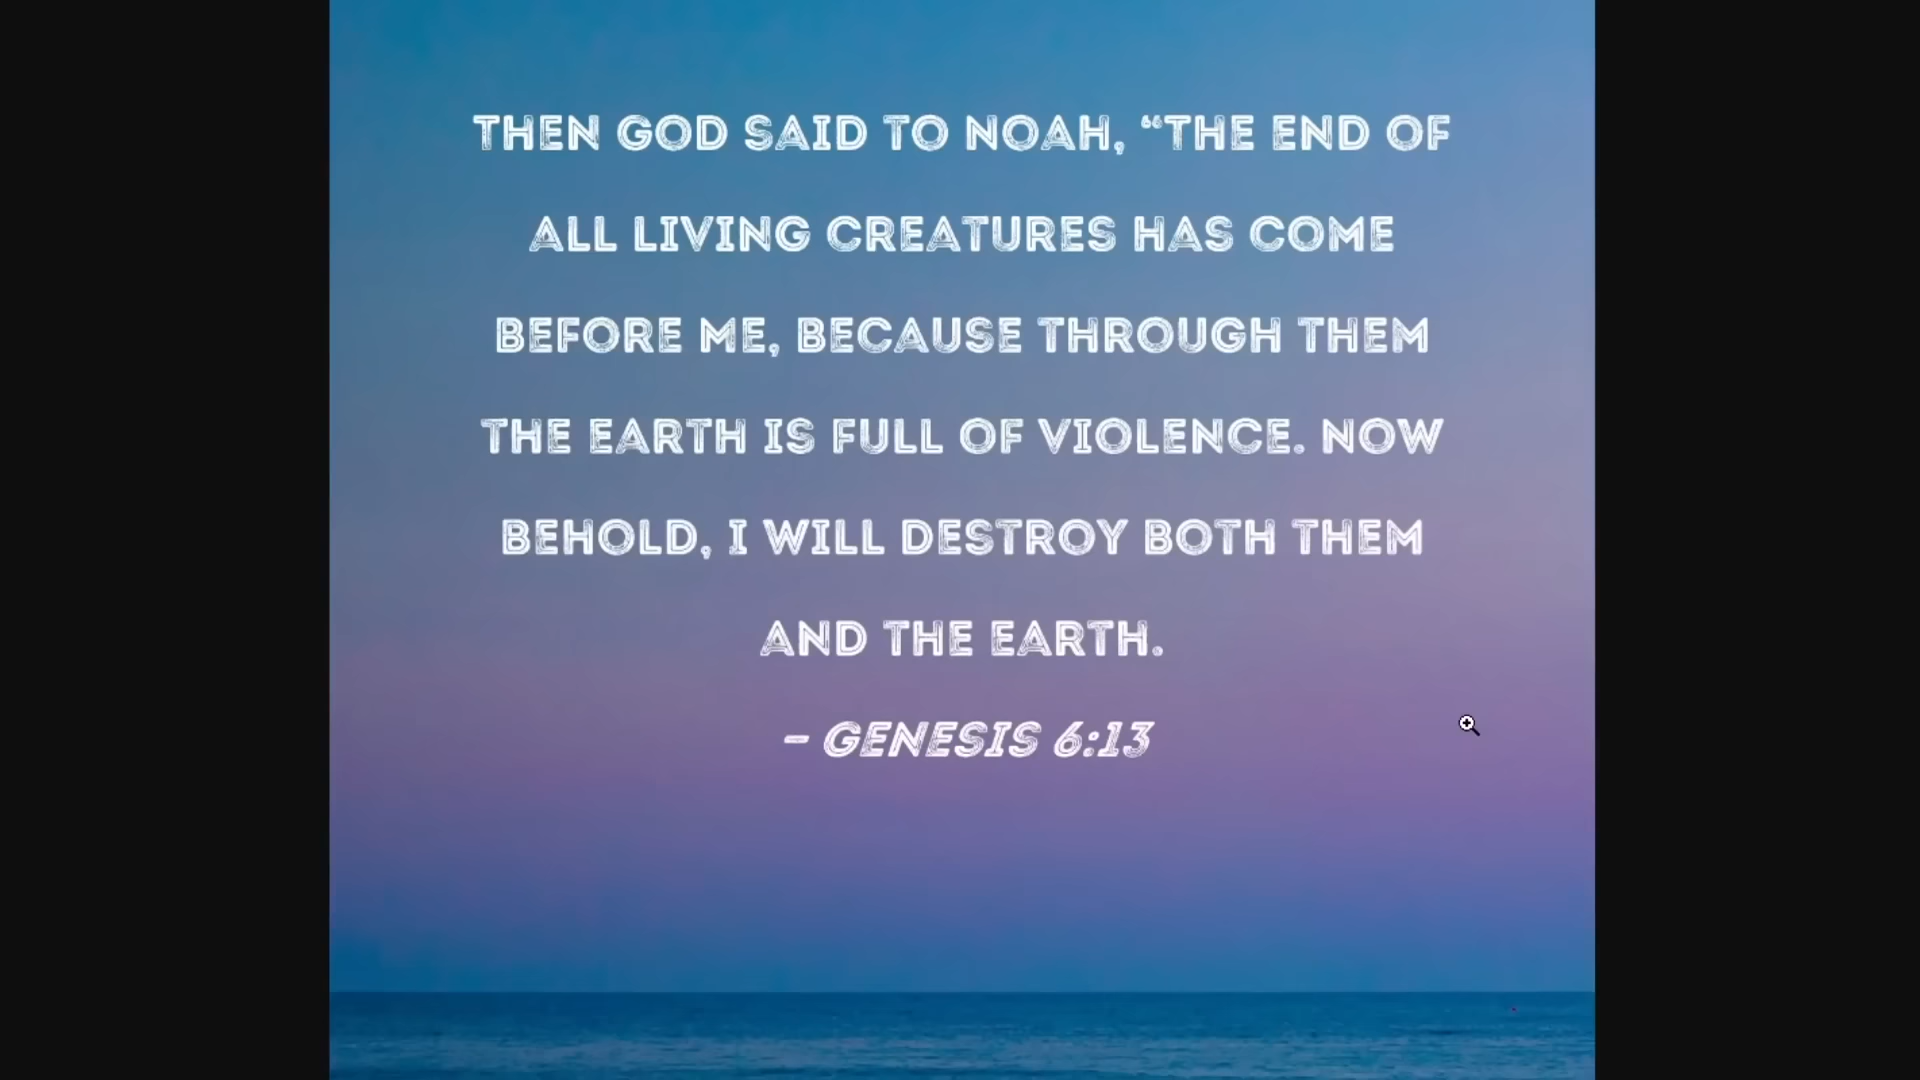 THEN GOD SAID TO NOAH, “THE END OF
ALL LIVING CREATURES HAS COME
BEFORE ME, BECAUSE THROUGH THEM
THE EARTH IS FULL OF VIOLENCE. NOW
BEHOLD, I WILL DESTROY BOTH THEM
AND THE EARTH.
– GENESIS 6:13